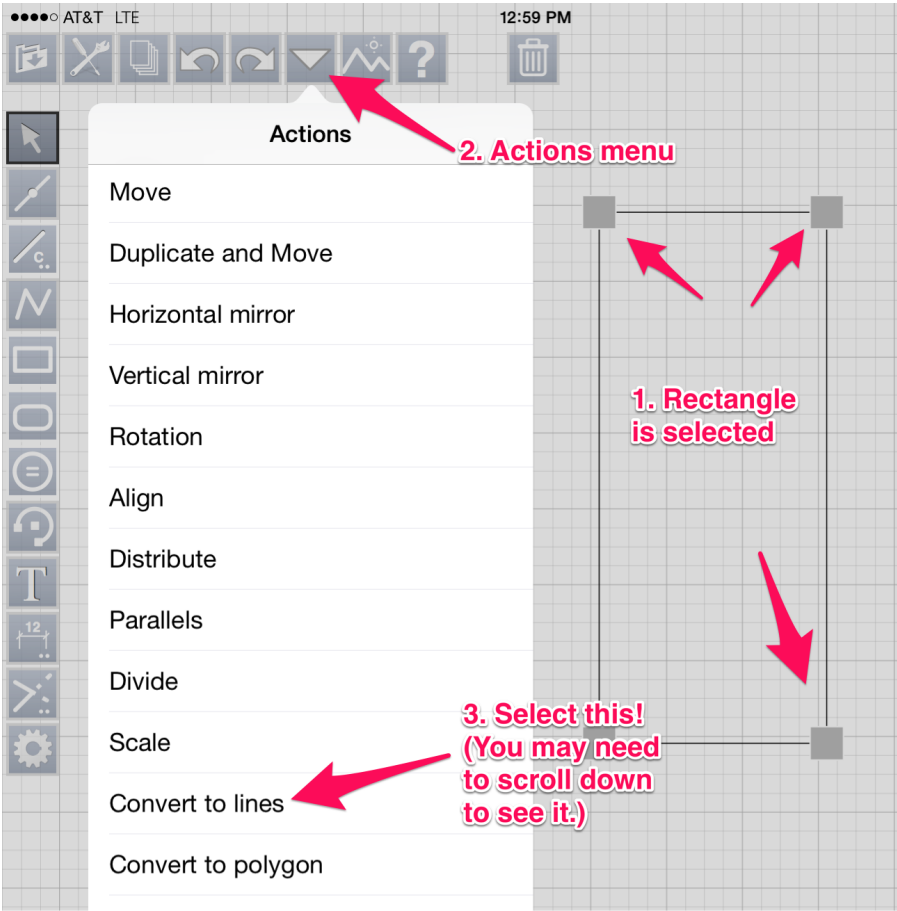 AT&T LTE 12:59 PM
?
Actions
2. Actions menu
Move
Duplicate and Move
Horizontal mirror
Vertical mirror
1. Rectangle
is selected
Rotation
Align
Distribute
Parallels
Divide
Scale
Convert to lines
Convert to polygon
3. Select this!
(You may need
to scroll down
to see it.)
C
T
12